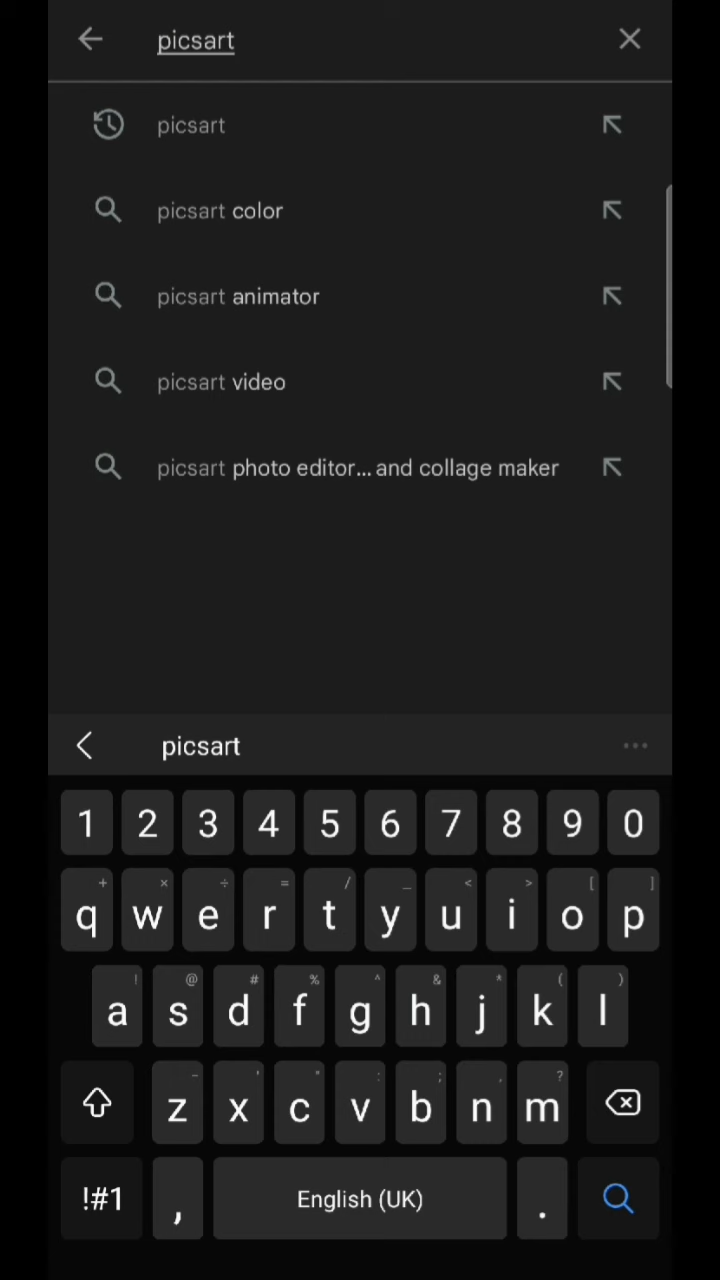 picsart
picsart
picsart color
picsart animator
picsart video
picsart photo editor... and collage maker
picsart
1 2 3 4 5 6 7 8 9 0
+ × ÷ = / _ < > [ ]
q w e r t y u i o p
! @ # % ^ & * ( )
a s d f g h j k l
- ' " : ; , ?
z x c v b n m
!#1 , English (UK) .